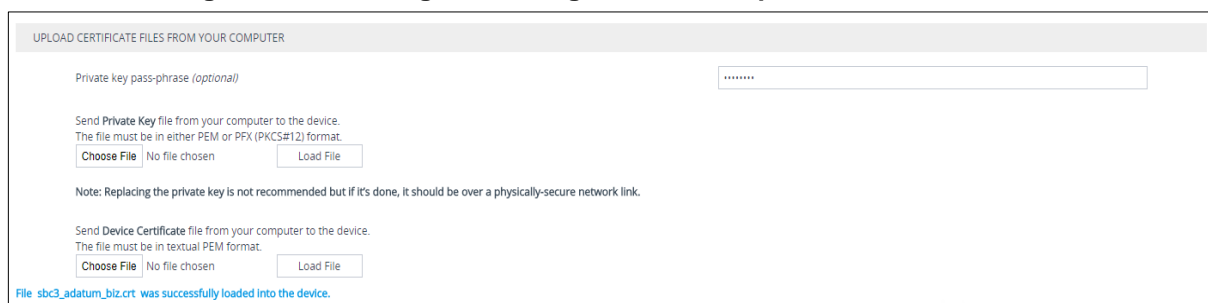 UPLOAD CERTIFICATE FILES FROM YOUR COMPUTER
Private key pass-phrase (optional)
••••••••
Send Private Key file from your computer to the device.
The file must be in either PEM or PFX (PKCS#12) format.
Choose File No file chosen Load File
Note: Replacing the private key is not recommended but if it's done, it should be over a physically-secure network link.
Send Device Certificate file from your computer to the device.
The file must be in textual PEM format.
Choose File No file chosen Load File
File sbc3_adatum_biz.crt was successfully loaded into the device.